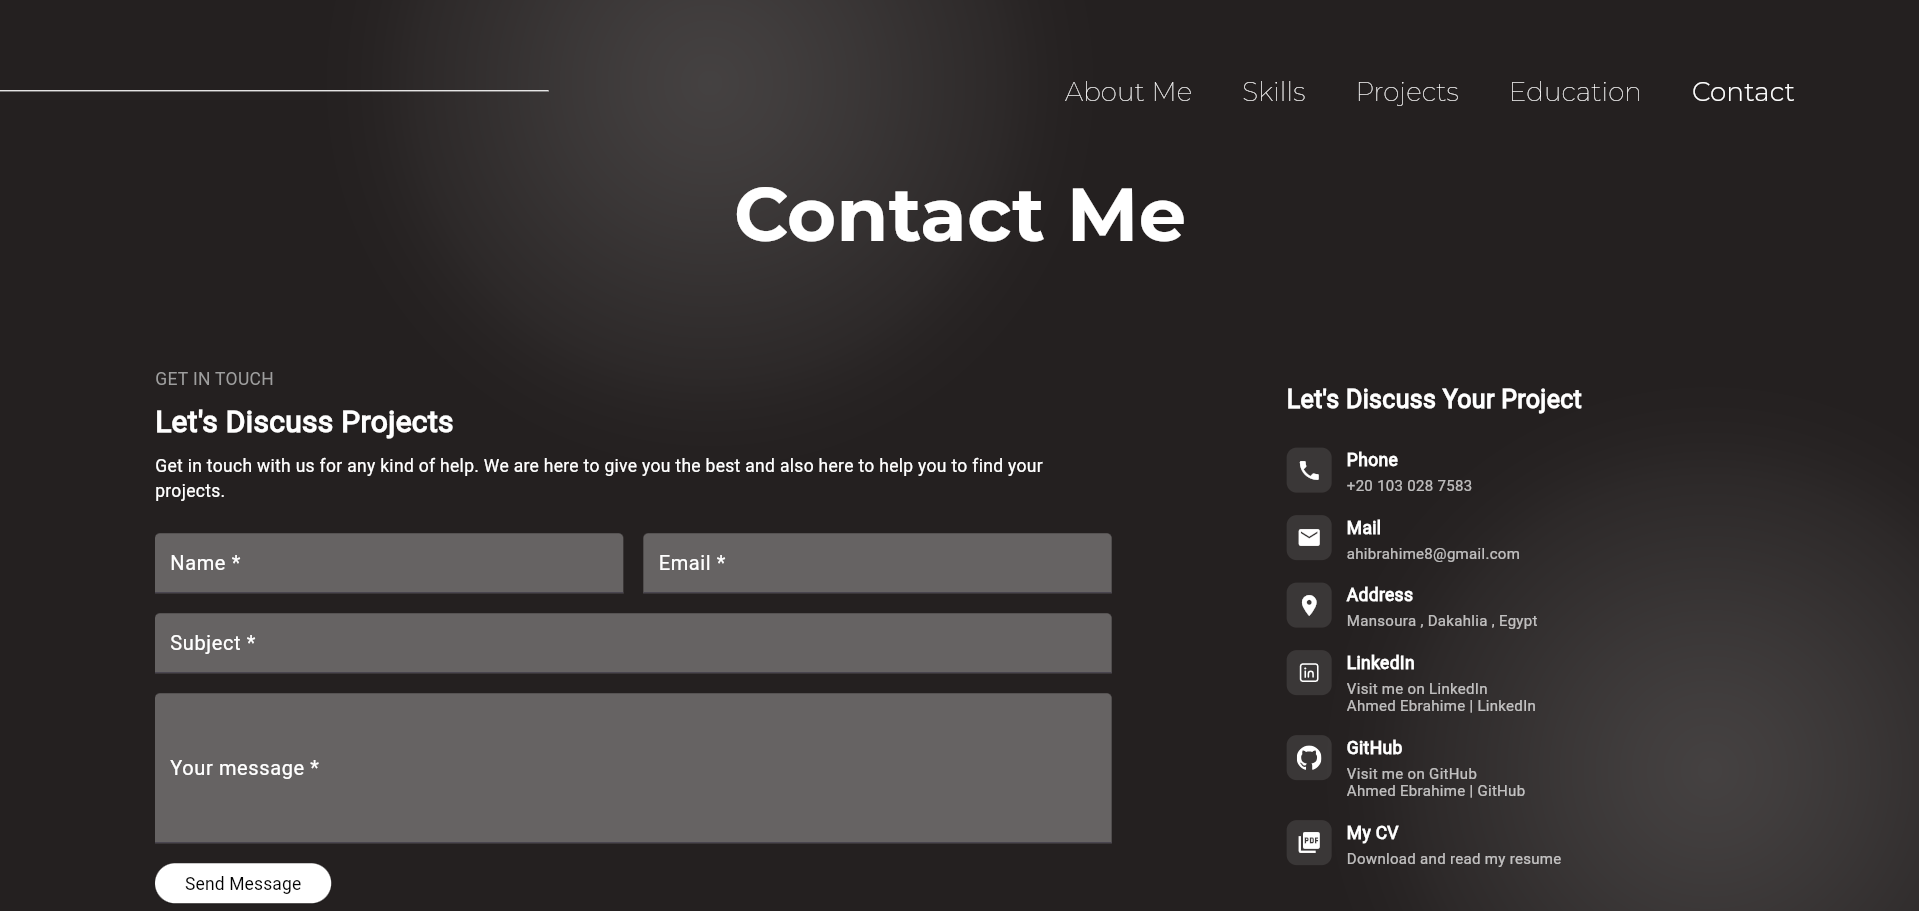 About Me
Skills
Projects
Education
Contact
Contact Me
GET IN TOUCH
Let's Discuss Projects
Get in touch with us for any kind of help. We are here to give you the best and also here to help you to find your
projects.
Name *
Email *
Subject *
Your message *
Send Message
Let's Discuss Your Project
Phone
+20 103 028 7583
Mail
ahibrahime8@gmail.com
Address
Mansoura , Dakahlia , Egypt
LinkedIn
Visit me on LinkedIn
Ahmed Ebrahime | LinkedIn
GitHub
Visit me on GitHub
Ahmed Ebrahime | GitHub
PDF
My CV
Download and read my resume